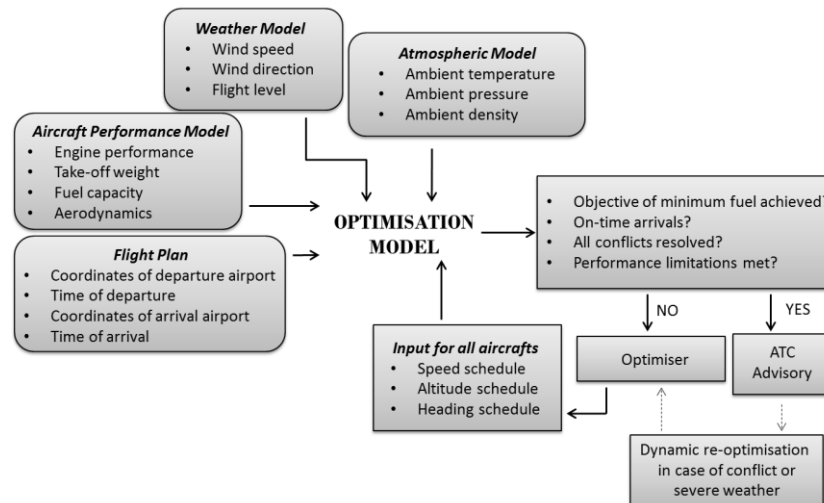 Weather Model
• Wind speed
• Wind direction
• Flight level
Atmospheric Model
• Ambient temperature
• Ambient pressure
• Ambient density
Aircraft Performance Model
• Engine performance
• Take-off weight
• Fuel capacity
• Aerodynamics
Flight Plan
• Coordinates of departure airport
• Time of departure
• Coordinates of arrival airport
• Time of arrival
OPTIMISATION
MODEL
• Objective of minimum fuel achieved?
• On-time arrivals?
• All conflicts resolved?
• Performance limitations met?
NO
YES
Input for all aircrafts
• Speed schedule
• Altitude schedule
• Heading schedule
Optimiser
ATC
Advisory
Dynamic re-optimisation
in case of conflict or
severe weather